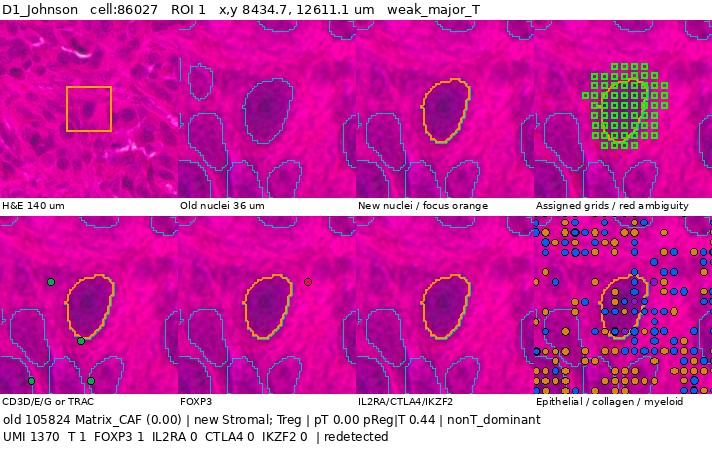 D1_Johnson cell:86027 ROI 1 x,y 8434.7, 12611.1 um weak_major_T
H&E 140 um
Old nuclei 36 um
New nuclei / focus orange
Assigned grids / red ambiguity
CD3D/E/G or TRAC
FOXP3
IL2RA/CTLA4/IKZF2
Epithelial / collagen / myeloid
old 105824 Matrix_CAF (0.00) | new Stromal; Treg | pT 0.00 pReg|T 0.44 | nonT_dominant
UMI 1370 T 1 FOXP3 1 IL2RA 0 CTLA4 0 IKZF2 0 | redetected